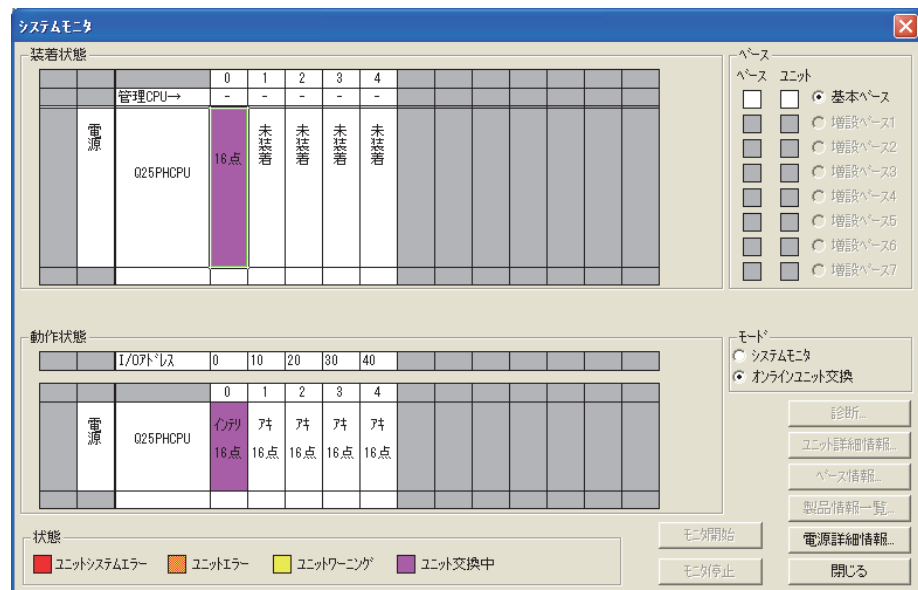 システムモニタ
装着状態
0 1 2 3 4
管理CPU→ - - - - -
電源 Q25PHCPU 16点 未装着 未装着 未装着 未装着
ベース
ベース ユニット
基本ベース
増設ベース1
増設ベース2
増設ベース3
増設ベース4
増設ベース5
増設ベース6
増設ベース7
動作状態
I/Oアドレス 0 10 20 30 40
0 1 2 3 4
電源 Q25PHCPU インテリ アキ アキ アキ アキ
16点 16点 16点 16点 16点
モード
システムモニタ
オンラインユニット交換
診断...
ユニット詳細情報...
ベース情報...
製品情報一覧...
電源詳細情報...
閉じる
モニタ開始
モニタ停止
状態
ユニットシステムエラー ユニットエラー ユニットワーニング ユニット交換中